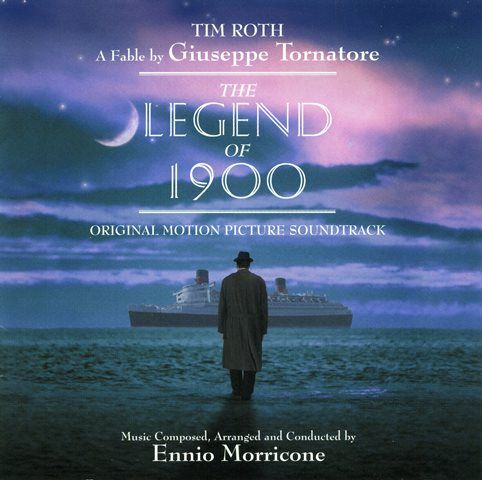 TIM ROTH
A Fable by Giuseppe Tornatore
THE
LEGEND
OF
1900
ORIGINAL MOTION PICTURE SOUNDTRACK
Music Composed, Arranged and Conducted by
Ennio Morricone